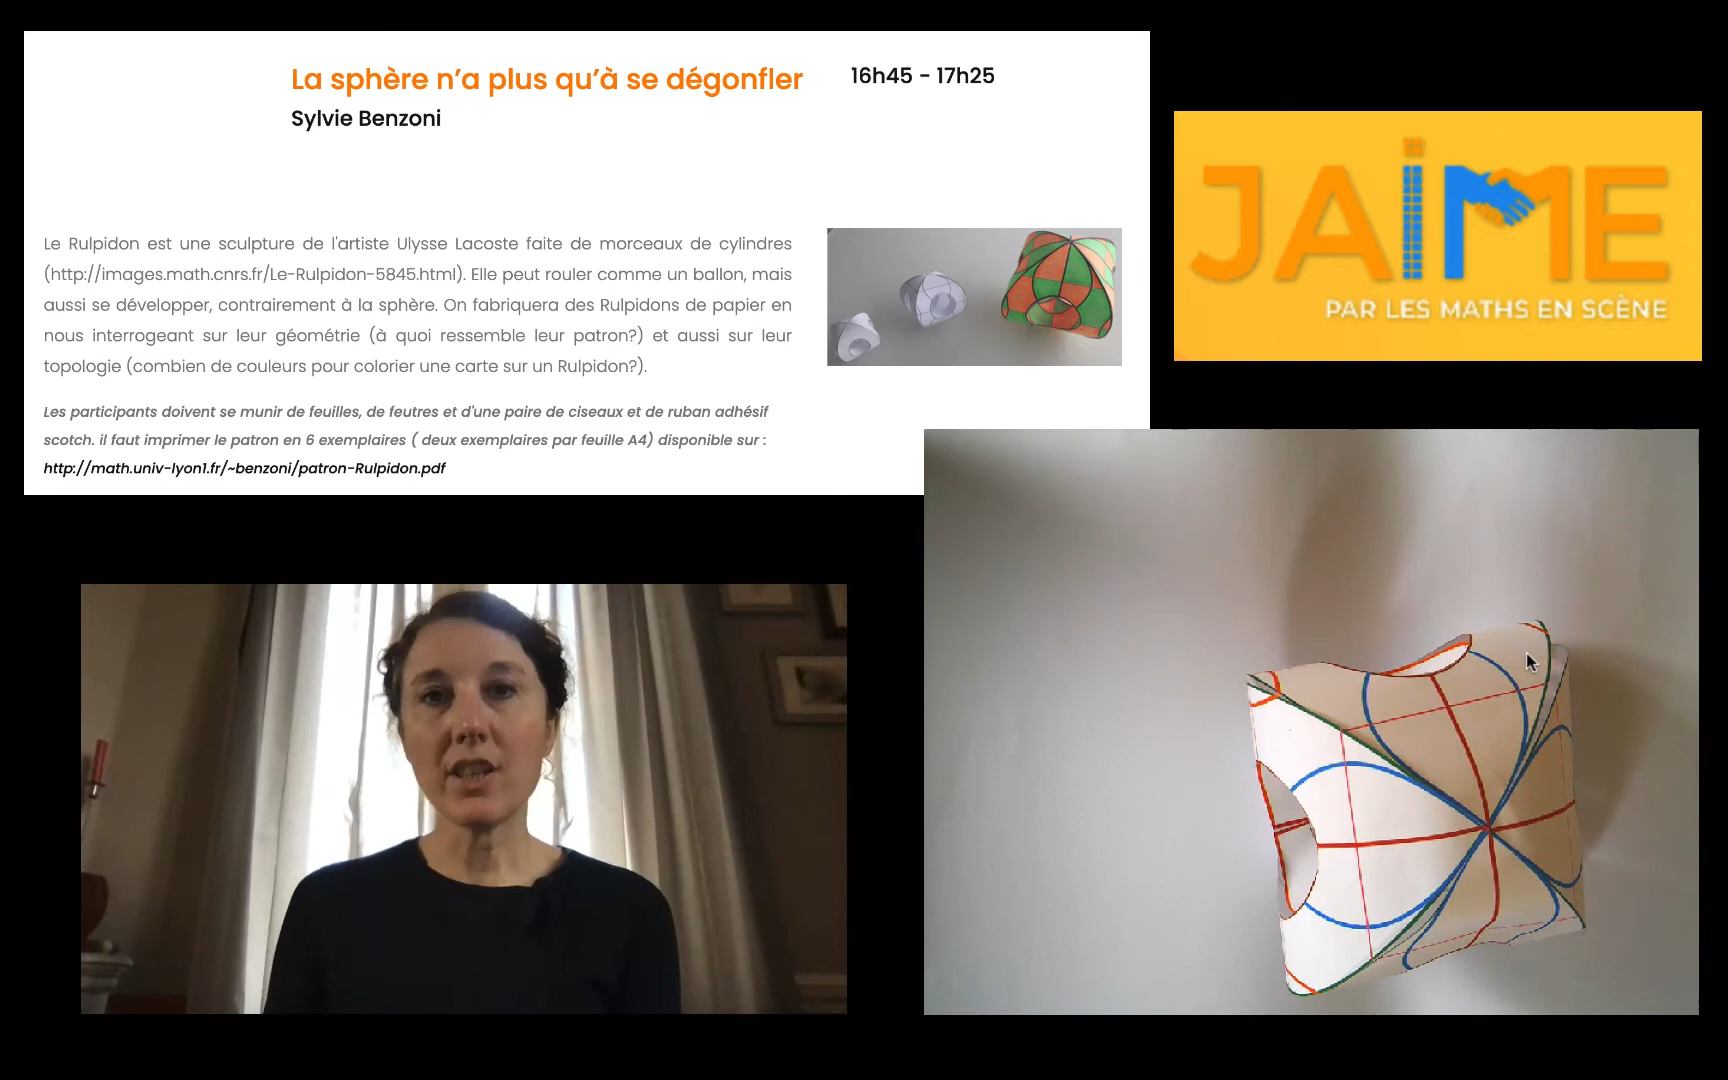 La sphère n’a plus qu’à se dégonfler
16h45 - 17h25
Sylvie Benzoni
Le Rulpidon est une sculpture de l'artiste Ulysse Lacoste faite de morceaux de cylindres
(http://images.math.cnrs.fr/Le-Rulpidon-5845.html). Elle peut rouler comme un ballon, mais
aussi se développer, contrairement à la sphère. On fabriquera des Rulpidons de papier en
nous interrogeant sur leur géométrie (à quoi ressemble leur patron?) et aussi sur leur
topologie (combien de couleurs pour colorier une carte sur un Rulpidon?).
Les participants doivent se munir de feuilles, de feutres et d'une paire de ciseaux et de ruban adhésif
scotch. il faut imprimer le patron en 6 exemplaires ( deux exemplaires par feuille A4) disponible sur :
http://math.univ-lyon1.fr/~benzoni/patron-Rulpidon.pdf
JAiME
PAR LES MATHS EN SCÈNE